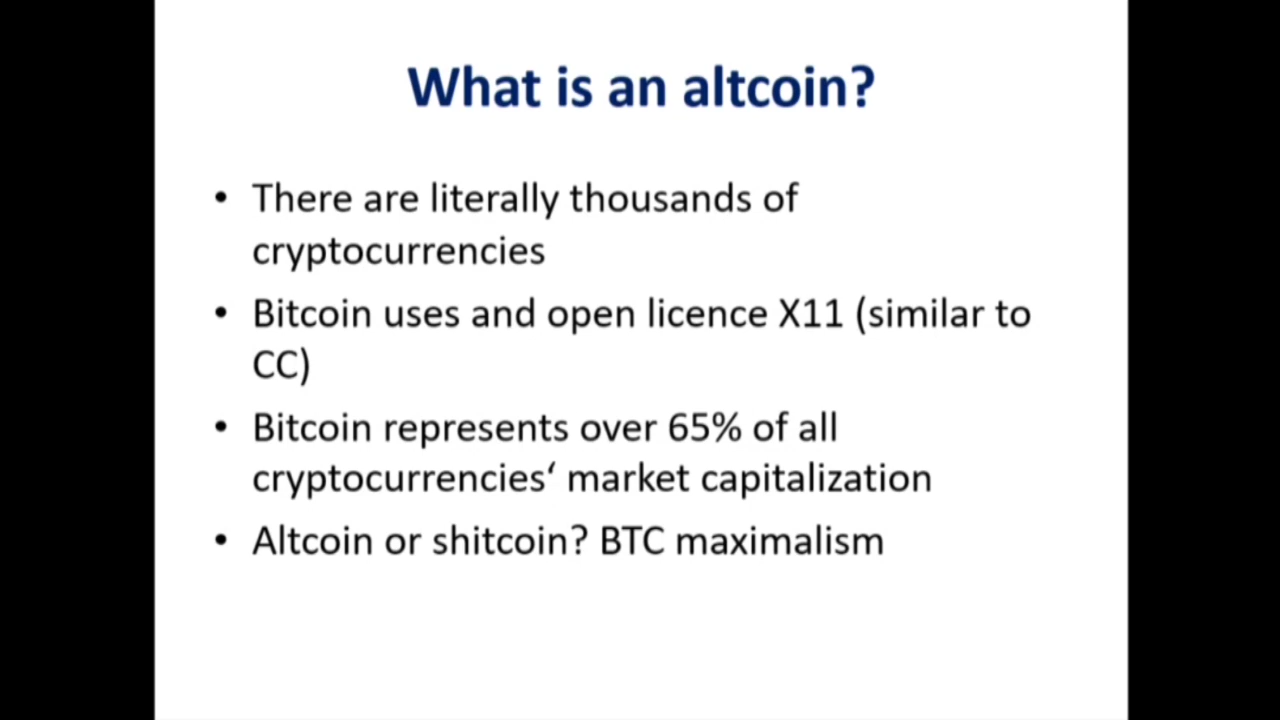 What is an altcoin?
• There are literally thousands of
cryptocurrencies
• Bitcoin uses and open licence X11 (similar to
CC)
• Bitcoin represents over 65% of all
cryptocurrencies‘ market capitalization
• Altcoin or shitcoin? BTC maximalism